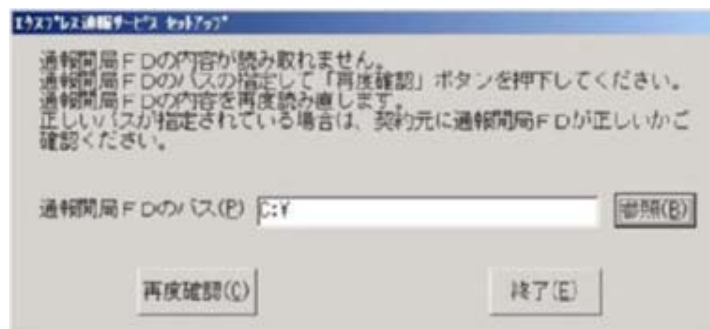 エクスプレス通報サービス セットアップ
通報開局FDの内容が読み取れません。
通報開局FDのパスの指定して「再度確認」ボタンを押下してください。
通報開局FDの内容を再度読み直します。
正しいパスが指定されている場合は、契約元に通報開局FDが正しいかご
確認ください。
通報開局FDのパス(P) C:¥ 参照(B)
再度確認(C) 終了(E)